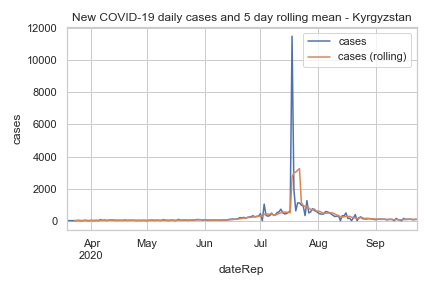 New COVID-19 daily cases and 5 day rolling mean - Kyrgyzstan
12000
10000
8000
6000
4000
2000
0
cases
cases
cases (rolling)
Apr
2020
May
Jun
Jul
Aug
Sep
dateRep